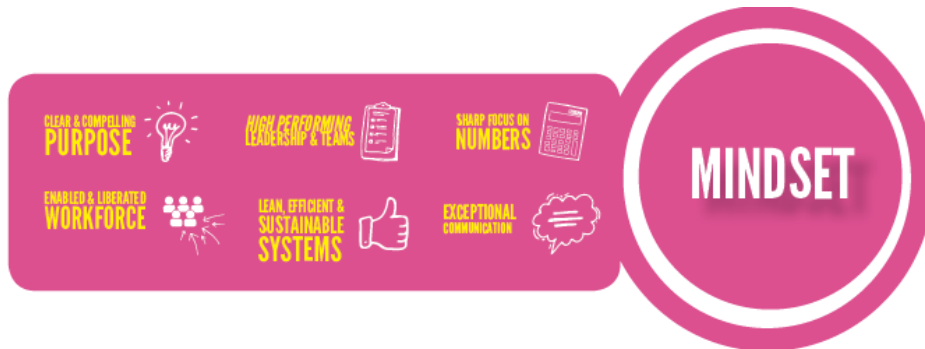 CLEAR & COMPELLING
PURPOSE
HIGH PERFORMING
LEADERSHIP & TEAMS
SHARP FOCUS ON
NUMBERS
ENABLED & LIBERATED
WORKFORCE
LEAN, EFFICIENT &
SUSTAINABLE
SYSTEMS
EXCEPTIONAL
COMMUNICATION
MINDSET